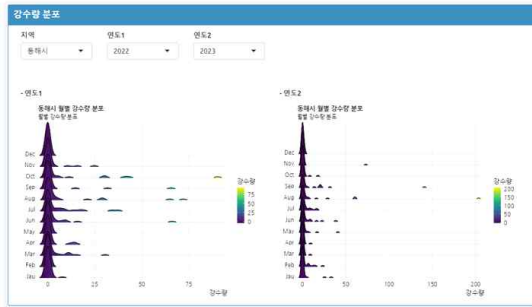 강수량 분포
지역 연도1 연도2
동해시 2022 2023
- 연도1
동해시 월별 강수량 분포
월별 강수량 분포
Dec
Nov
Oct
Sep
Aug
Jul
Jun
May
Apr
Mar
Feb
Jau
0 25 50 75
강수량
강수량
75
50
25
0
- 연도2
동해시 월별 강수량 분포
월별 강수량 분포
Dec
Nov
Oct
Sep
Aug
Jul
Jun
May
Apr
Mar
Feb
Jau
0 50 100 150 200
강수량
강수량
200
150
100
50
0